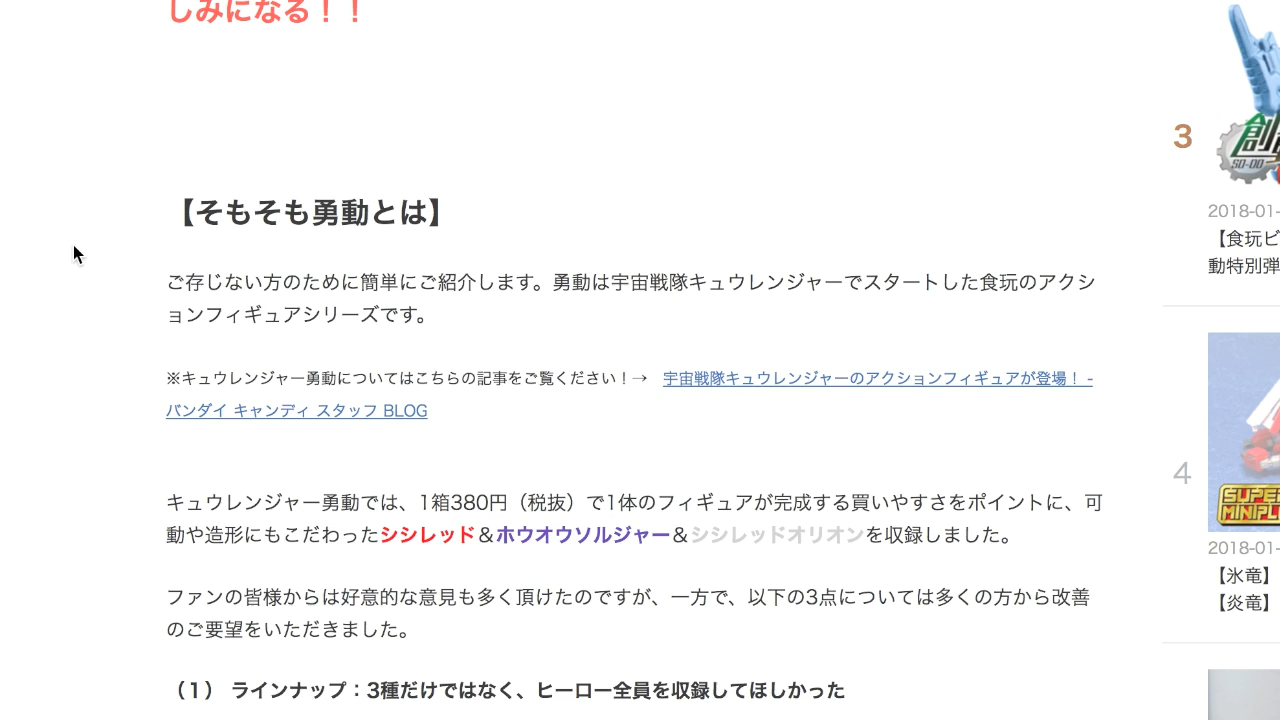 しみになる！！
【そもそも勇動とは】
ご存じない方のために簡単にご紹介します。勇動は宇宙戦隊キュウレンジャーでスタートした食玩のアクシ
ョンフィギュアシリーズです。
※キュウレンジャー勇動についてはこちらの記事をご覧ください！→　宇宙戦隊キュウレンジャーのアクションフィギュアが登場！ -
バンダイ キャンディ スタッフ BLOG
キュウレンジャー勇動では、1箱380円（税抜）で1体のフィギュアが完成する買いやすさをポイントに、可
動や造形にもこだわったシシレッド＆ホウオウソルジャー＆シシレッドオリオンを収録しました。
ファンの皆様からは好意的な意見も多く頂けたのですが、一方で、以下の3点については多くの方から改善
のご要望をいただきました。
（１） ラインナップ：3種だけではなく、ヒーロー全員を収録してほしかった
3
創
SO-DO
2018-01-
【食玩ビ
動特別弾
4
SUPE
MINIPL
2018-01-
【氷竜】
【炎竜】